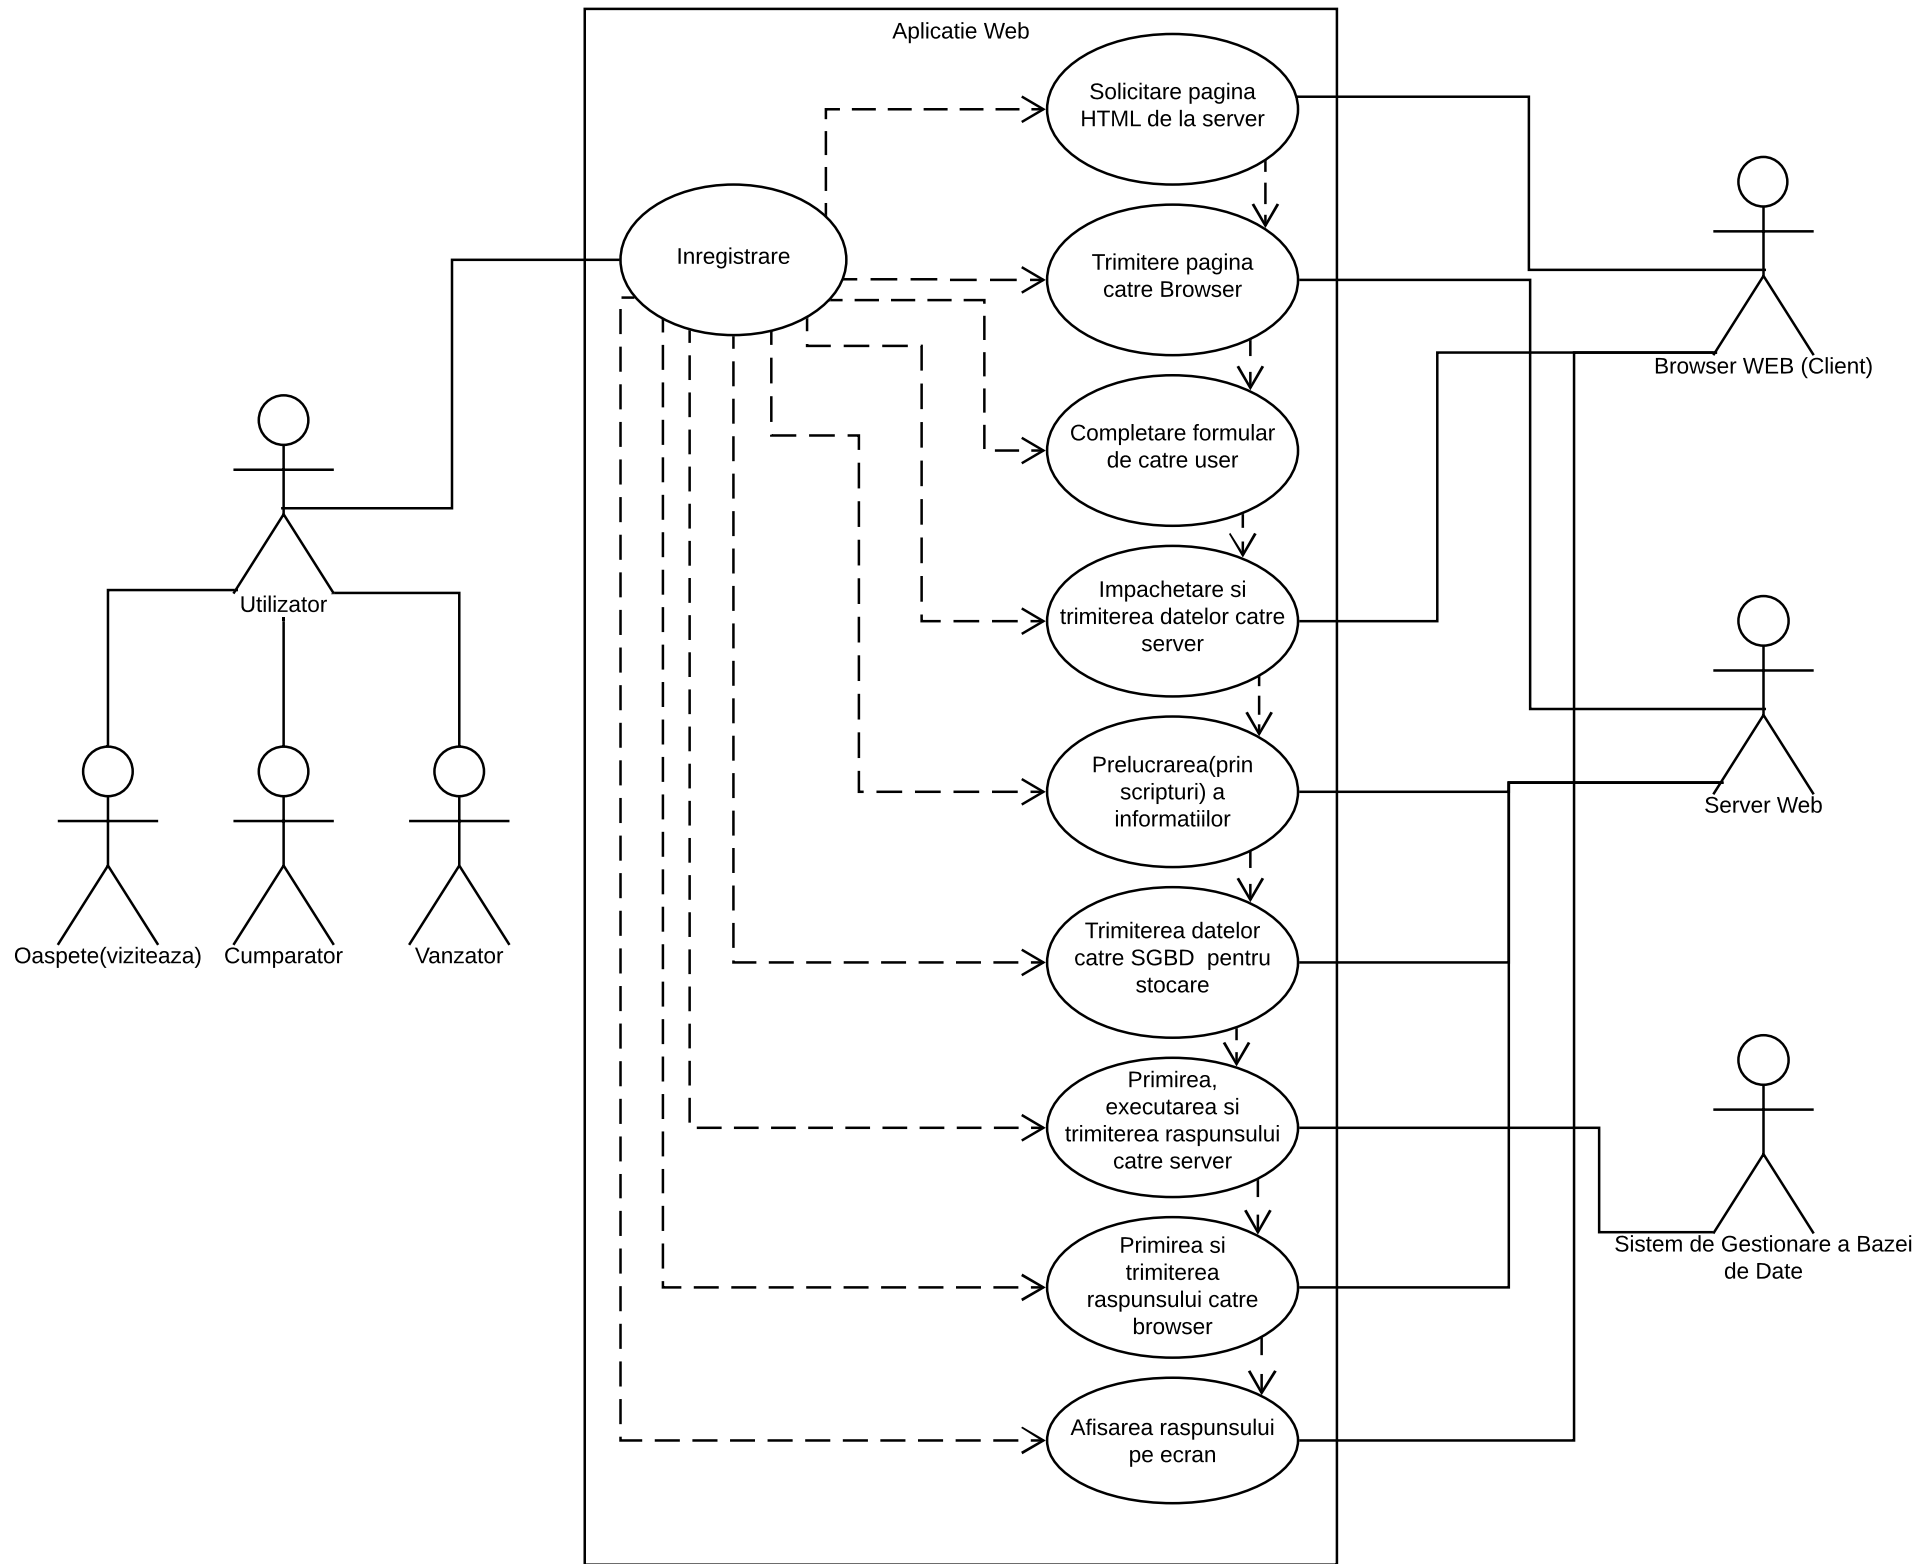 Aplicatie Web
Solicitare pagina
HTML de la server
Inregistrare
Trimitere pagina
catre Browser
Browser WEB (Client)
Completare formular
de catre user
Utilizator
Impachetare si
trimiterea datelor catre
server
Prelucrarea(prin
scripturi) a
informatiilor
Server Web
Oaspete(viziteaza)
Cumparator
Vanzator
Trimiterea datelor
catre SGBD  pentru
stocare
Primirea,
executarea si
trimiterea raspunsului
catre server
Sistem de Gestionare a Bazei
de Date
Primirea si
trimiterea
raspunsului catre
browser
Afisarea raspunsului
pe ecran